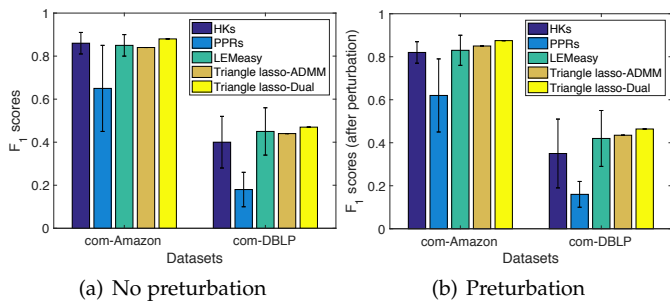 HKs
PPRs
LEMeasy
Triangle lasso-ADMM
Triangle lasso-Dual
F1 scores
0
0.2
0.4
0.6
0.8
1
com-Amazon
com-DBLP
Datasets
(a) No preturbation
HKs
PPRs
LEMeasy
Triangle lasso-ADMM
Triangle lasso-Dual
F1 scores (after perturbation)
0
0.2
0.4
0.6
0.8
1
com-Amazon
com-DBLP
Datasets
(b) Preturbation